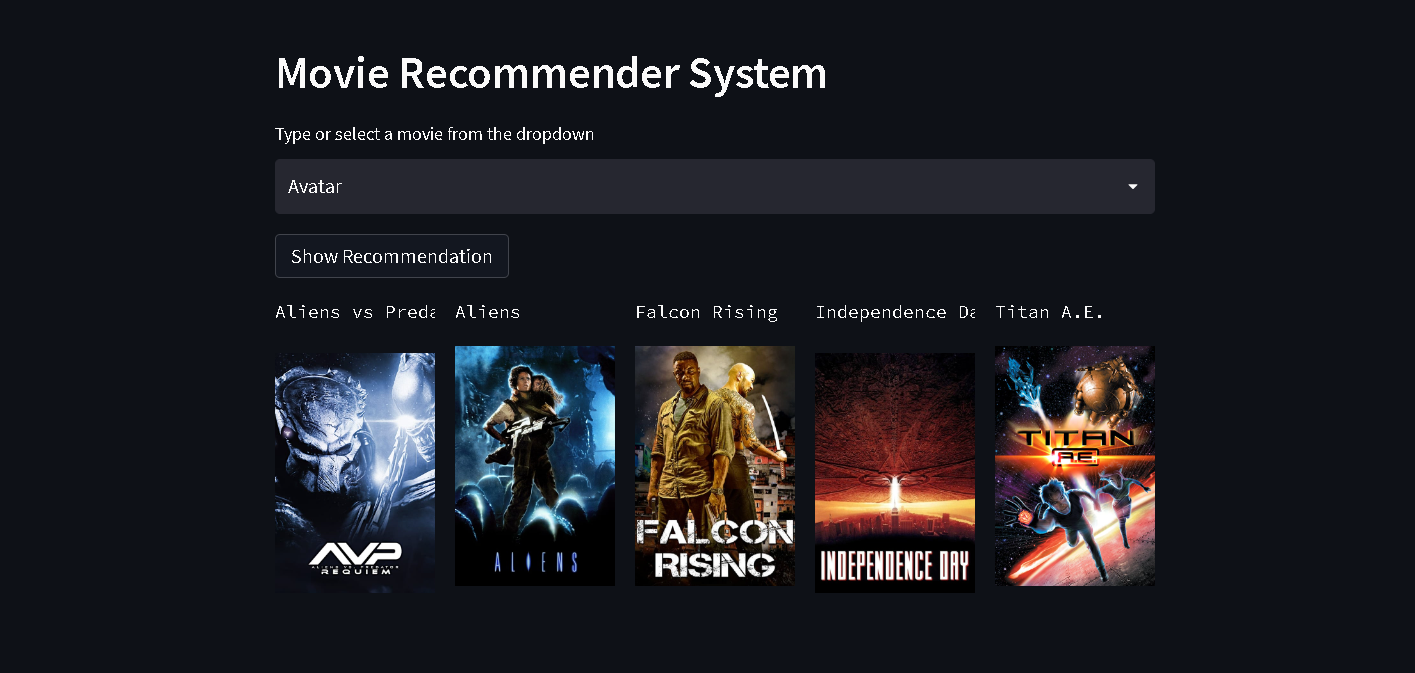 Movie Recommender System
Type or select a movie from the dropdown
Avatar
Show Recommendation
Aliens vs Preda
Aliens
Falcon Rising
Independence Da
Titan A.E.
AVP
ALIENS VS. PREDATOR
REQUIEM
ALIENS
FALCON
RISING
INDEPENDENCE DAY
TITAN
A.E.